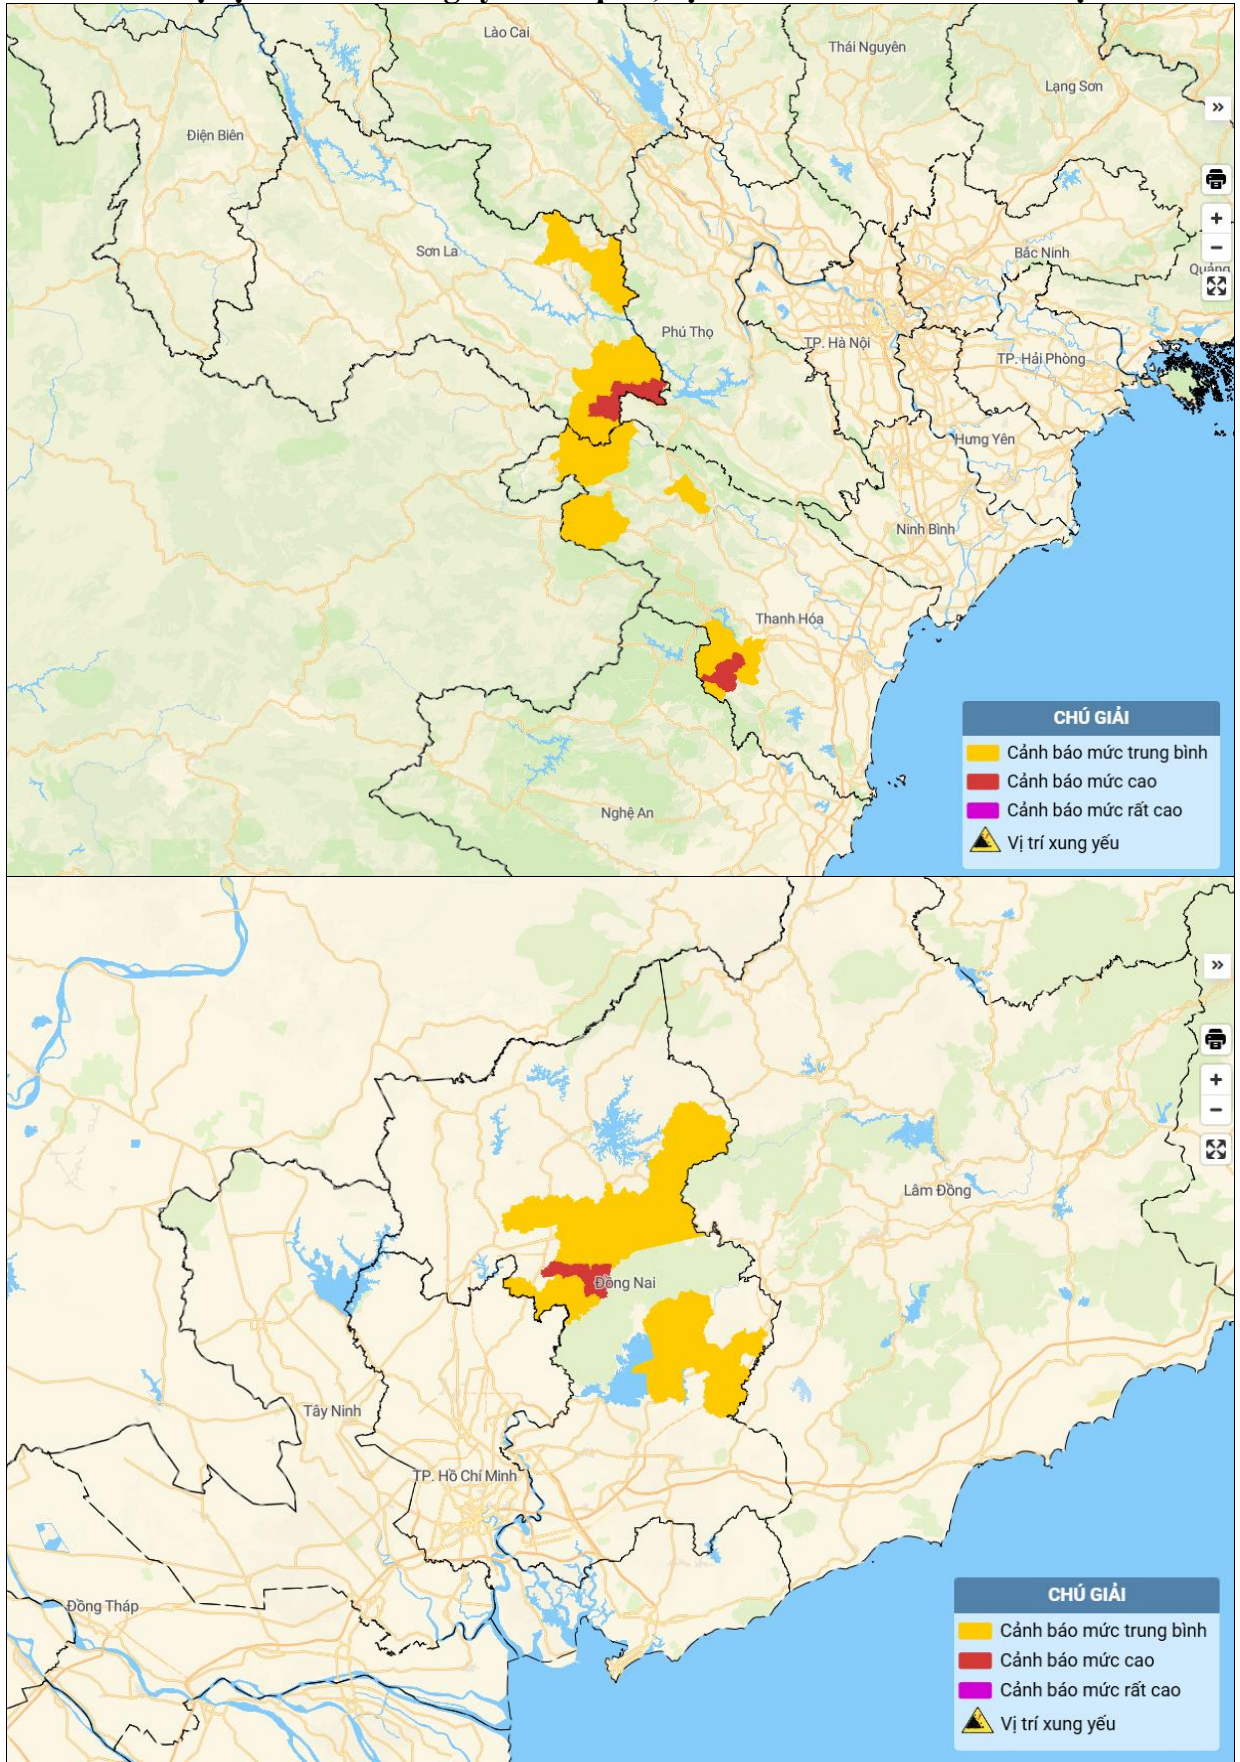 Lào Cai
Thái Nguyên
Lạng Sơn
»
Điện Biên
+
Sơn La
−
Bắc Ninh
Quảng
Phú Thọ
TP. Hà Nội
TP. Hải Phòng
Hưng Yên
Ninh Bình
Thanh Hóa
CHÚ GIẢI
Cảnh báo mức trung bình
Cảnh báo mức cao
Cảnh báo mức rất cao
Vị trí xung yếu
Nghệ An
»
+
−
Lâm Đồng
Đồng Nai
Tây Ninh
TP. Hồ Chí Minh
Đồng Tháp
CHÚ GIẢI
Cảnh báo mức trung bình
Cảnh báo mức cao
Cảnh báo mức rất cao
Vị trí xung yếu